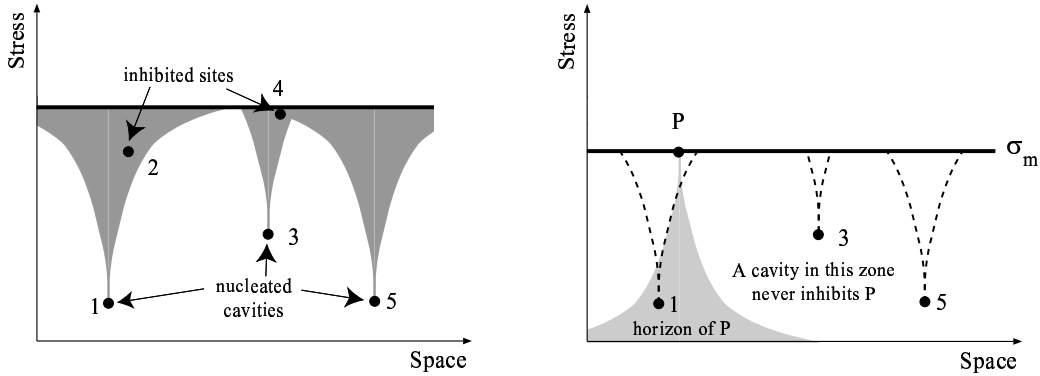 Stress
inhibited sites
4
2
3
nucleated
cavities
1
5
Space
Stress
P
σm
3
A cavity in this zone
never inhibits P
1
5
horizon of P
Space